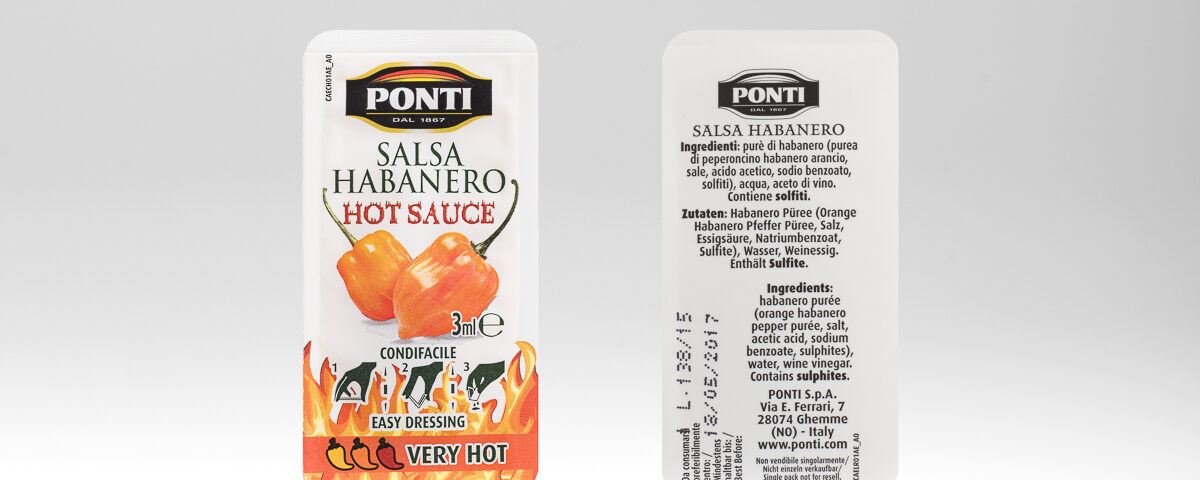 CAECH01AE_A0
PONTI
DAL 1867
SALSA
HABANERO
HOT SAUCE
3ml e
CONDIFACILE
1 2 3
EASY DRESSING
VERY HOT
PONTI
DAL 1867
SALSA HABANERO
Ingredienti: purè di habanero (purea
di peperoncino habanero arancio,
sale, acido acetico, sodio benzoato,
solfiti), acqua, aceto di vino.
Contiene solfiti.
Zutaten: Habanero Püree (Orange
Habanero Pfeffer Püree, Salz,
Essigsäure, Natriumbenzoat,
Sulfite), Wasser, Weinessig.
Enthält Sulfite.
Ingredients:
habanero purée
(orange habanero
pepper purée, salt,
acetic acid, sodium
benzoate, sulphites),
water, wine vinegar.
Contains sulphites.
PONTI S.p.A.
Via E. Ferrari, 7
28074 Ghemme
(NO) - Italy
www.ponti.com
Non vendibile singolarmente/
Nicht einzeln verkaufbar/
Single pack not for resell.
CAECR01AE_A0
L-138/15
18/05/2017
Da consumarsi
preferibilmente
entro: /
Mindestens
haltbar bis: /
Best Before: